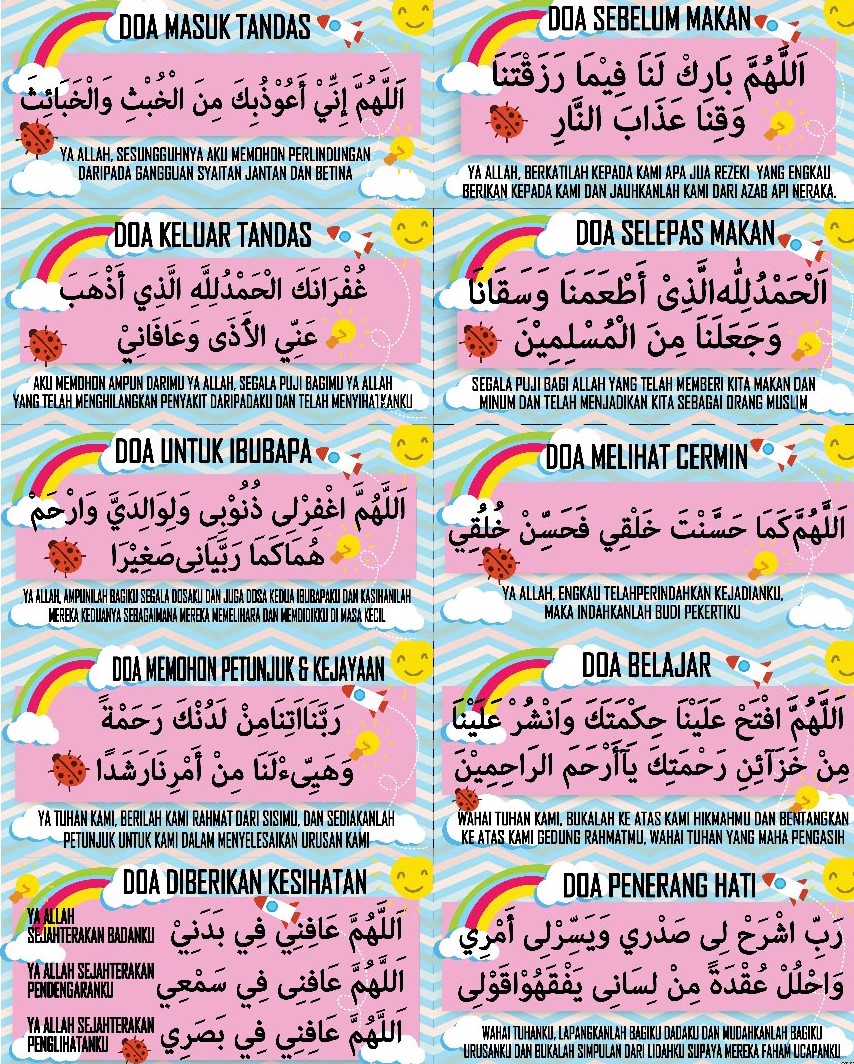 DOA MASUK TANDAS
اَللَّهُمَّ إِنِّيْ أَعُوْذُبِكَ مِنَ الْخُبْثِ وَالْخَبَائِثِ
YA ALLAH, SESUNGGUHNYA AKU MEMOHON PERLINDUNGAN
DARIPADA GANGGUAN SYAITAN JANTAN DAN BETINA
DOA SEBELUM MAKAN
اَللَّهُمَّ بَارِكْ لَنَا فِيْمَا رَزَقْتَنَا
وَقِنَا عَذَابَ النَّارِ
YA ALLAH, BERKATILAH KEPADA KAMI APA JUA REZEKI YANG ENGKAU
BERIKAN KEPADA KAMI DAN JAUHKANLAH KAMI DARI AZAB API NERAKA.
DOA KELUAR TANDAS
غُفْرَانَكَ الْحَمْدُلِلَّهِ الَّذِي أَذْهَبَ
عَنِّي الأَذَى وَعَافَانِيْ
AKU MEMOHON AMPUN DARIMU YA ALLAH, SEGALA PUJI BAGIMU YA ALLAH
YANG TELAH MENGHILANGKAN PENYAKIT DARIPADAKU DAN TELAH MENYIHATKANKU
DOA SELEPAS MAKAN
اَلْحَمْدُلِلّٰهِ الَّذِىْ أَطْعَمَنَا وَسَقَانَا
وَجَعَلَنَا مِنَ الْمُسْلِمِيْنَ
SEGALA PUJI BAGI ALLAH YANG TELAH MEMBERI KITA MAKAN DAN
MINUM DAN TELAH MENJADIKAN KITA SEBAGAI ORANG MUSLIM
DOA UNTUK IBUBAPA
اَللَّهُمَّ اغْفِرْلِى ذُنُوْبِى وَلِوَالِدَيَّ وَارْحَمْ
هُمَاكَمَا رَبَّيَانِى صَغِيْرًا
YA ALLAH, AMPUNILAH BAGIKU SEGALA DOSAKU DAN JUGA DOSA KEDUA IBUBAPAKU DAN KASIHANILAH
MEREKA KEDUANYA SEBAGAIMANA MEREKA MEMELIHARA DAN MENDIDIKKU DI MASA KECIL
DOA MELIHAT CERMIN
اَللَّهُمَّ كَمَا حَسَّنْتَ خَلْقِي فَحَسِّنْ خُلُقِي
YA ALLAH, ENGKAU TELAHPERINDAHKAN KEJADIANKU,
MAKA INDAHKANLAH BUDI PEKERTIKU
DOA MEMOHON PETUNJUK & KEJAYAAN
رَبَّنَااَتِنَامِنْ لَدُنْكَ رَحْمَةً
وَهَيِّىءْلَنَا مِنْ أَمْرِنَارَشَدًا
YA TUHAN KAMI, BERILAH KAMI RAHMAT DARI SISIMU, DAN SEDIAKANLAH
PETUNJUK UNTUK KAMI DALAM MENYELESAIKAN URUSAN KAMI
DOA BELAJAR
اَللَّهُمَّ افْتَحْ عَلَيْنَا حِكْمَتَكَ وَانْشُرْ عَلَيْنَا
مِنْ خَزَآئِنِ رَحْمَتِكَ يَآأَرْحَمَ الرَاحِمِيْنَ
WAHAI TUHAN KAMI, BUKALAH KE ATAS KAMI HIKMAHMU DAN BENTANGKAN
KE ATAS KAMI GEDUNG RAHMATMU, WAHAI TUHAN YANG MAHA PENGASIH
DOA DIBERIKAN KESIHATAN
YA ALLAH
SEJAHTERAKAN BADANKU
اَللَّهُمَّ عَافِنِي فِي بَدَنِيْ
YA ALLAH SEJAHTERAKAN
PENDENGARANKU
اَللَّهُمَّ عَافِنِى فِي سَمْعِي
YA ALLAH SEJAHTERAKAN
PENGLIHATANKU
اَللَّهُمَّ عَافِنِي فِي بَصَرِي
DOA PENERANG HATI
رَبِّ اشْرَحْ لِى صَدْرِي وَيَسِّرْلِى أَمْرِي
وَاحْلُلْ عُقْدَةً مِنْ لِسَانِى يَفْقَهُوْاقَوْلِى
WAHAI TUHANKU, LAPANGKANLAH BAGIKU DADAKU DAN MUDAHKANLAH BAGIKU
URUSANKU DAN BUKALAH SIMPULAN DARI LIDAHKU SUPAYA MEREKA FAHAM UCAPANKU